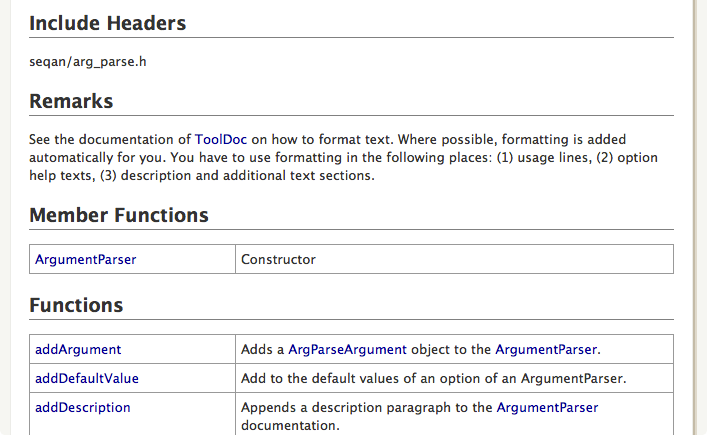 Include Headers
seqan/arg_parse.h
Remarks
See the documentation of ToolDoc on how to format text. Where possible, formatting is added
automatically for you. You have to use formatting in the following places: (1) usage lines, (2) option
help texts, (3) description and additional text sections.
Member Functions
ArgumentParser Constructor
Functions
addArgument Adds a ArgParseArgument object to the ArgumentParser.
addDefaultValue Add to the default values of an option of an ArgumentParser.
addDescription Appends a description paragraph to the ArgumentParser
documentation.